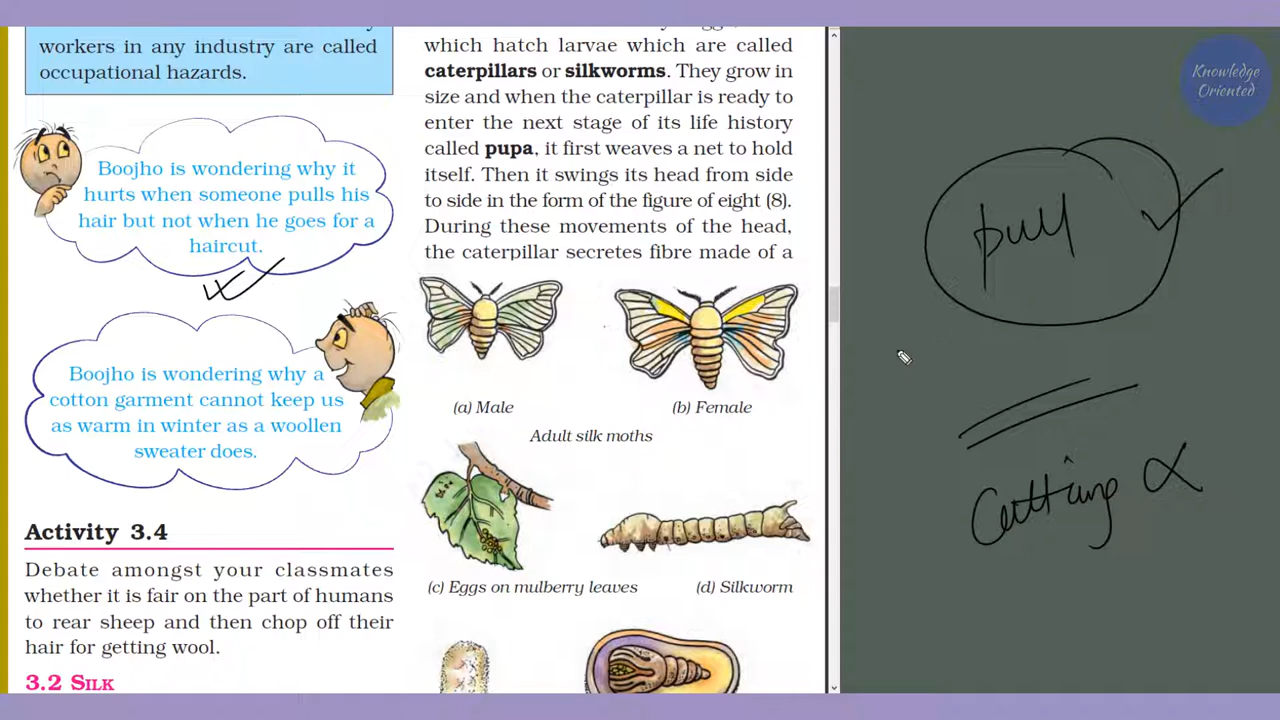 workers in any industry are called
occupational hazards.
Boojho is wondering why it
hurts when someone pulls his
hair but not when he goes for a
haircut.
Boojho is wondering why a
cotton garment cannot keep us
as warm in winter as a woollen
sweater does.
Activity 3.4
Debate amongst your classmates
whether it is fair on the part of humans
to rear sheep and then chop off their
hair for getting wool.
3.2 SILK
which hatch larvae which are called
caterpillars or silkworms. They grow in
size and when the caterpillar is ready to
enter the next stage of its life history
called pupa, it first weaves a net to hold
itself. Then it swings its head from side
to side in the form of the figure of eight (8).
During these movements of the head,
the caterpillar secretes fibre made of a
(a) Male
(b) Female
Adult silk moths
(c) Eggs on mulberry leaves
(d) Silkworm
Knowledge
Oriented
pull
Cutting